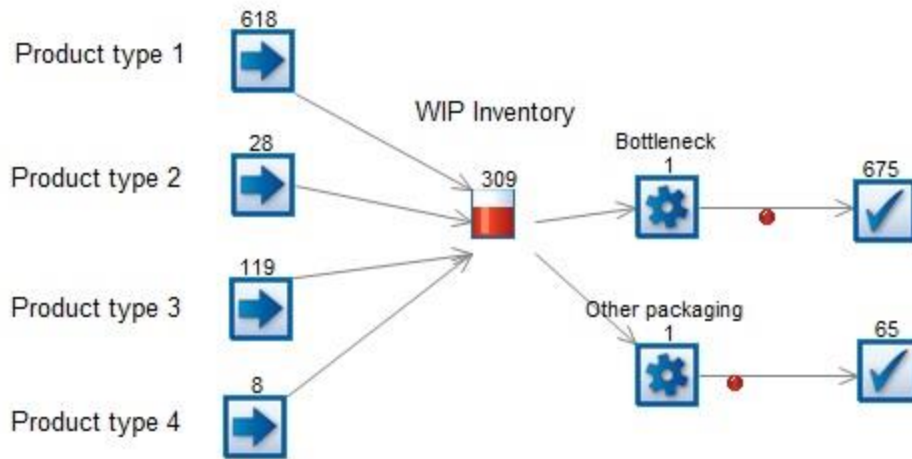 618
Product type 1
WIP Inventory
28
Product type 2
309
Bottleneck
1
675
119
Product type 3
Other packaging
1
65
8
Product type 4